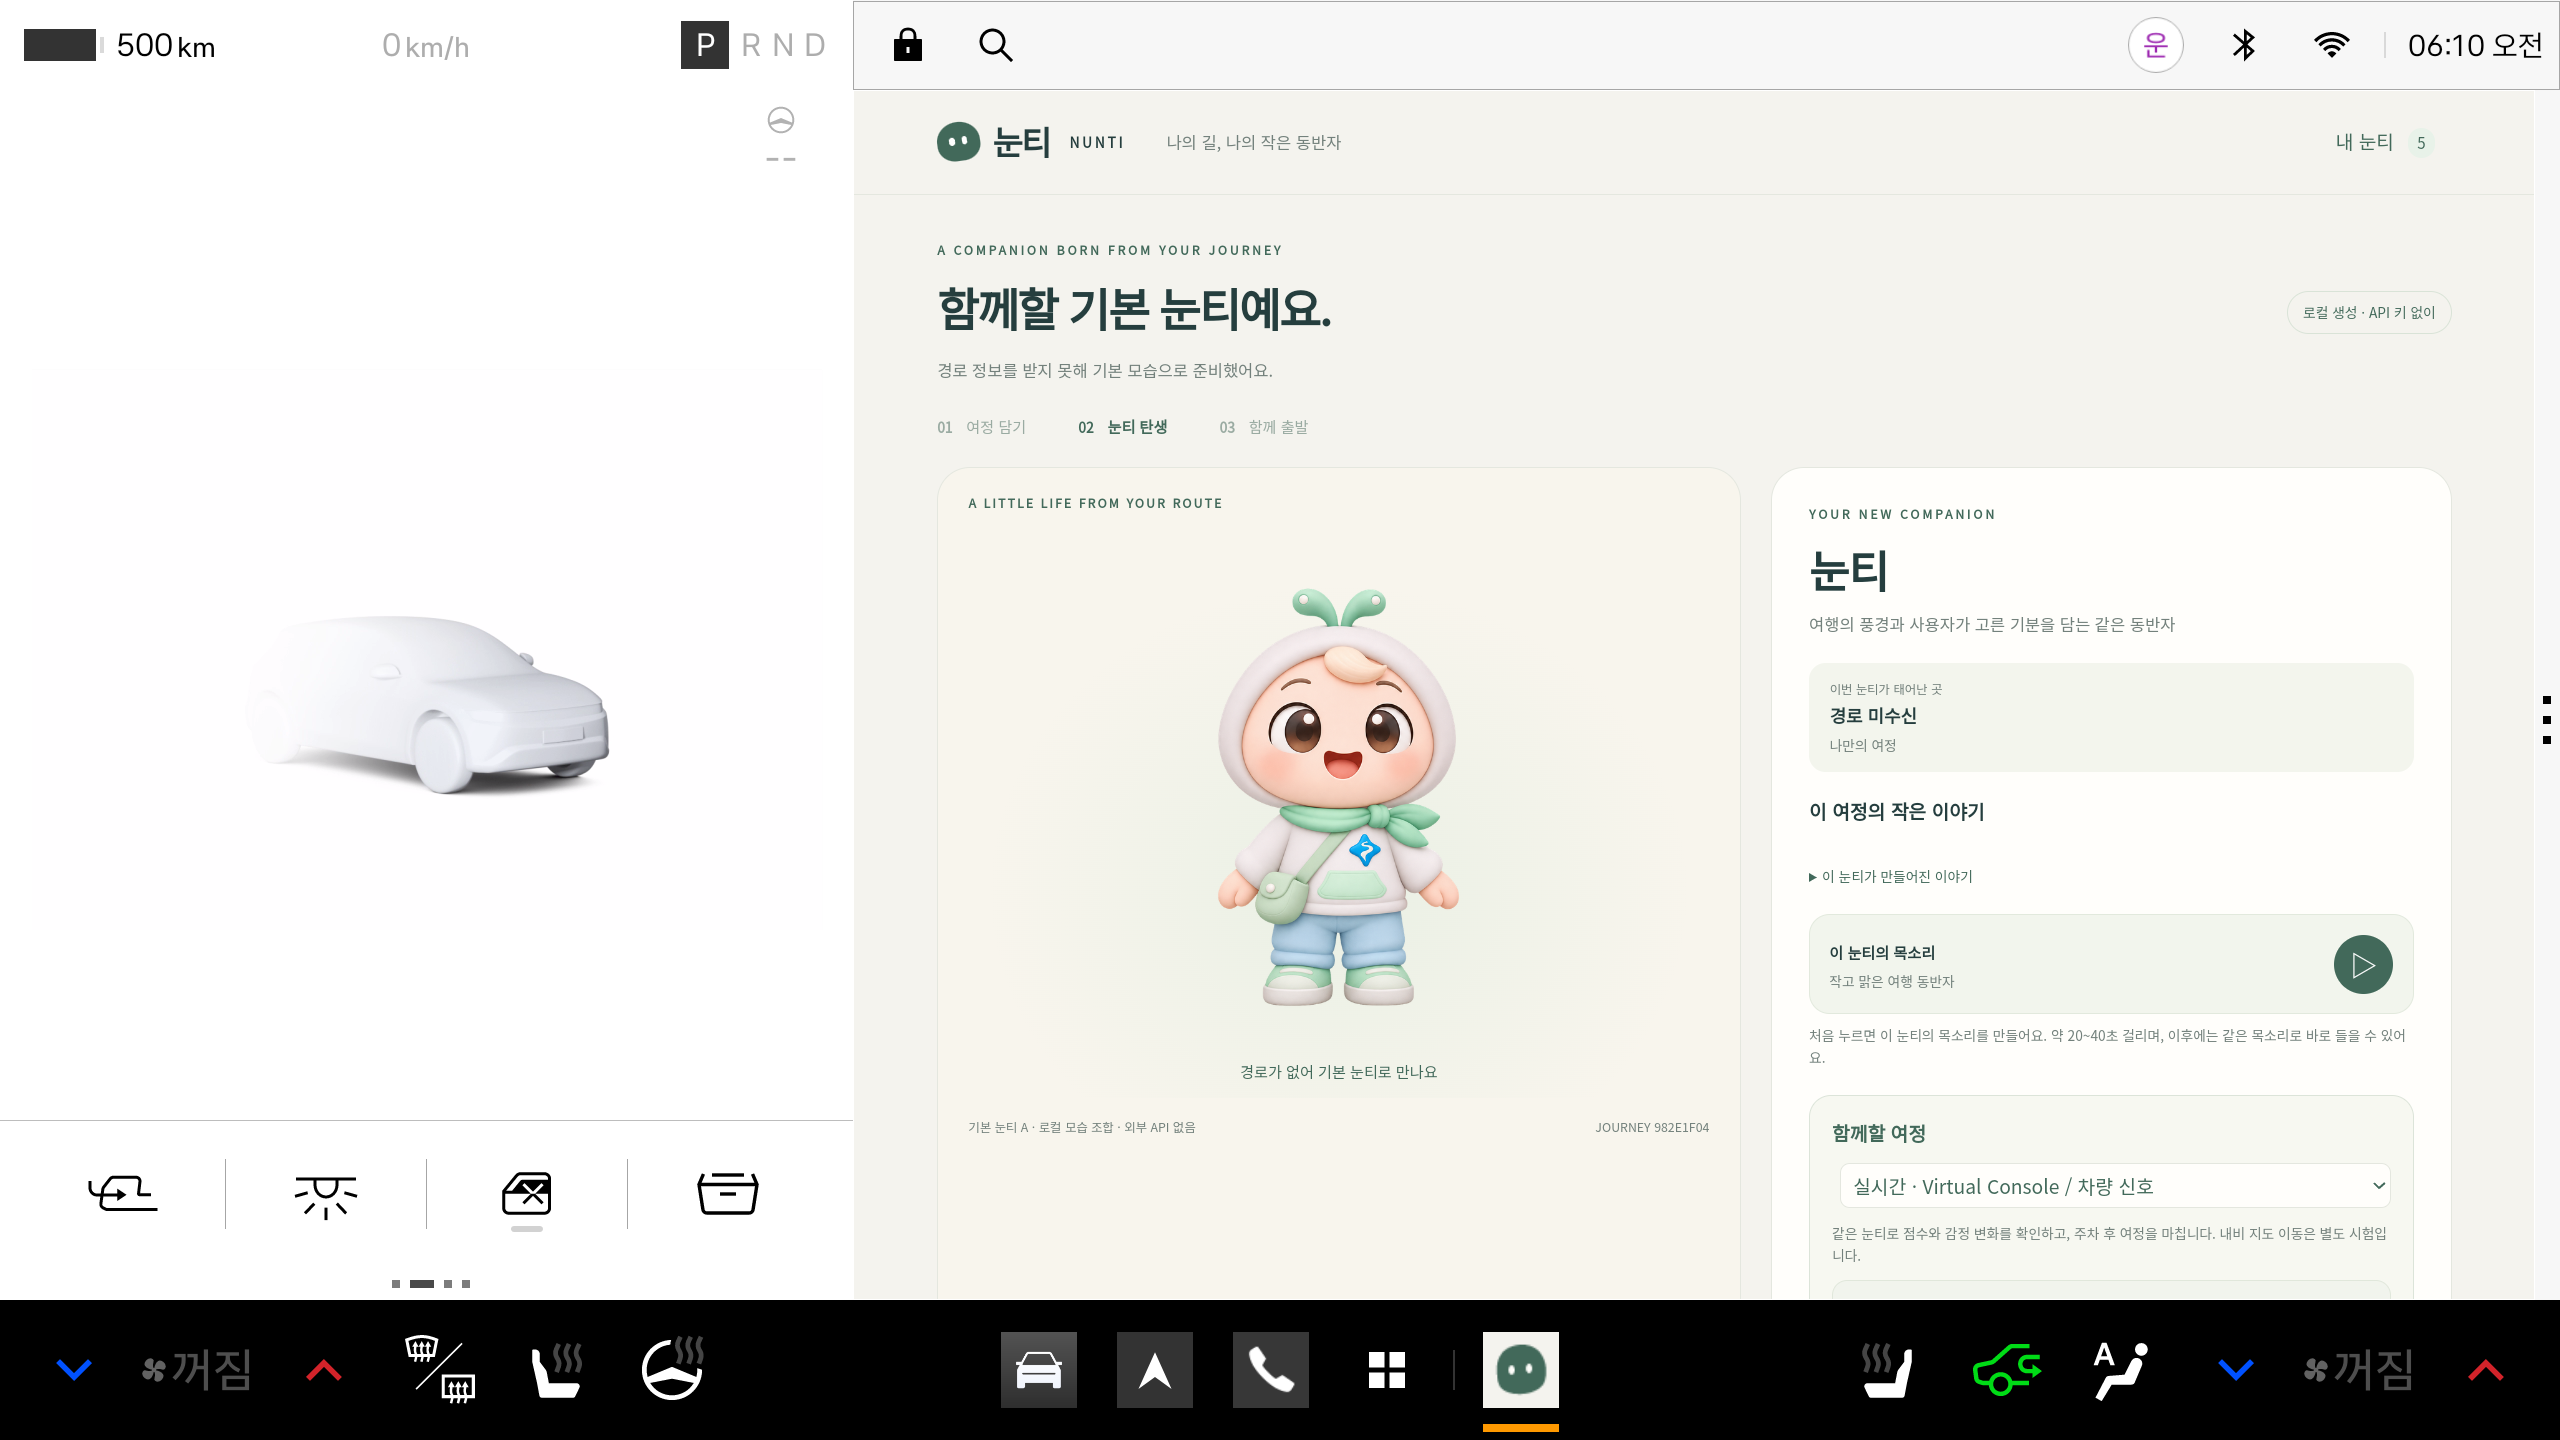 500 km
0 km/h
P R N D
운
06:10 오전
눈티 NUNTI 나의 길, 나의 작은 동반자
내 눈티 5
A COMPANION BORN FROM YOUR JOURNEY
함께할 기본 눈티예요.
로컬 생성 · API 키 없이
경로 정보를 받지 못해 기본 모습으로 준비했어요.
01 여정 담기 02 눈티 탄생 03 함께 출발
A LITTLE LIFE FROM YOUR ROUTE
경로가 없어 기본 눈티로 만나요
기본 눈티 A · 로컬 모습 조합 · 외부 API 없음
JOURNEY 982E1F04
YOUR NEW COMPANION
눈티
여행의 풍경과 사용자가 고른 기분을 담는 같은 동반자
이번 눈티가 태어난 곳
경로 미수신
나만의 여정
이 여정의 작은 이야기
▶ 이 눈티가 만들어진 이야기
이 눈티의 목소리
작고 맑은 여행 동반자
처음 누르면 이 눈티의 목소리를 만들어요. 약 20~40초 걸리며, 이후에는 같은 목소리로 바로 들을 수 있어
요.
함께할 여정
실시간 · Virtual Console / 차량 신호
같은 눈티로 점수와 감정 변화를 확인하고, 주차 후 여정을 마칩니다. 내비 지도 이동은 별도 시험입
니다.
꺼짐
A
꺼짐